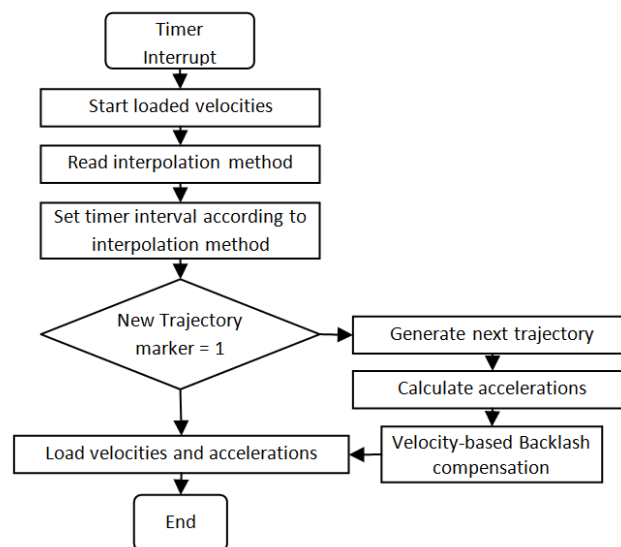 Timer
Interrupt
Start loaded velocities
Read interpolation method
Set timer interval according to
interpolation method
New Trajectory
marker = 1
Generate next trajectory
Calculate accelerations
Velocity-based Backlash
compensation
Load velocities and accelerations
End